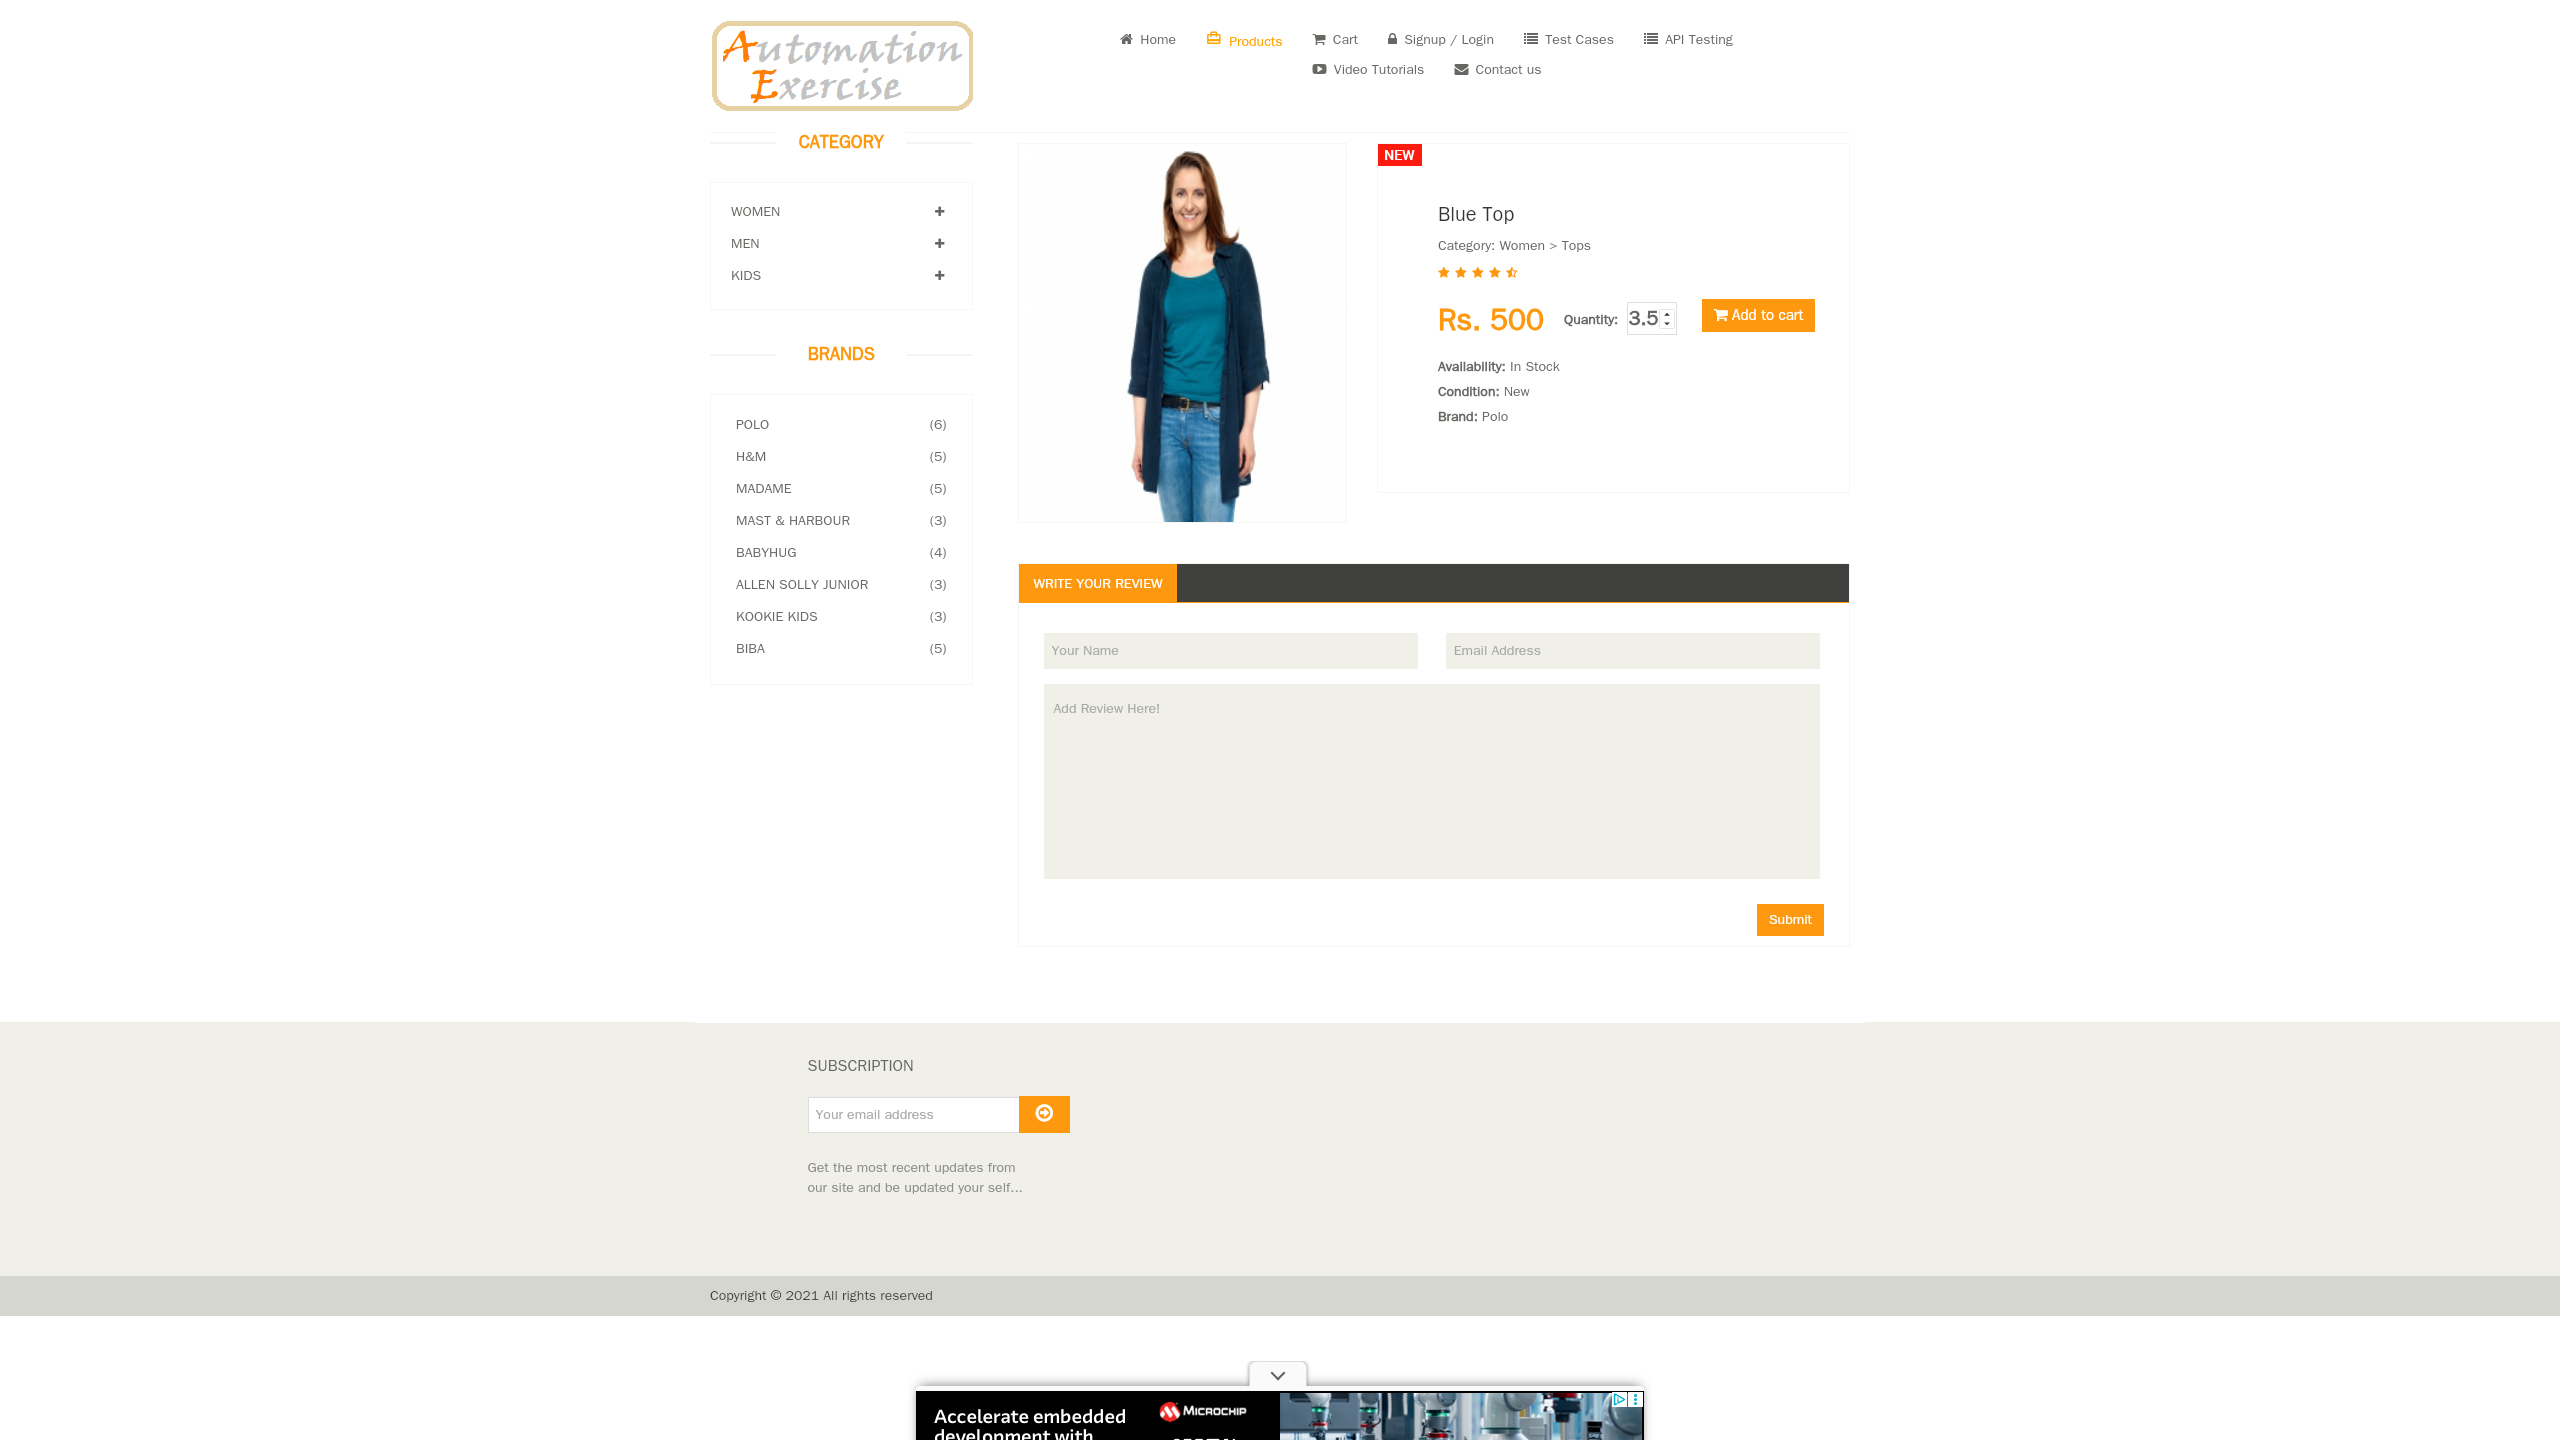 Automation
Exercise
Home
Products
Cart
Signup / Login
Test Cases
API Testing
Video Tutorials
Contact us
CATEGORY
WOMEN
MEN
KIDS
BRANDS
POLO (6)
H&M (5)
MADAME (5)
MAST & HARBOUR (3)
BABYHUG (4)
ALLEN SOLLY JUNIOR (3)
KOOKIE KIDS (3)
BIBA (5)
NEW
Blue Top
Category: Women > Tops
Rs. 500 Quantity: 3.5 Add to cart
Availability: In Stock
Condition: New
Brand: Polo
WRITE YOUR REVIEW
Your Name
Email Address
Add Review Here!
Submit
SUBSCRIPTION
Your email address
Get the most recent updates from
our site and be updated your self...
Copyright © 2021 All rights reserved
Accelerate embedded
development with
MICROCHIP